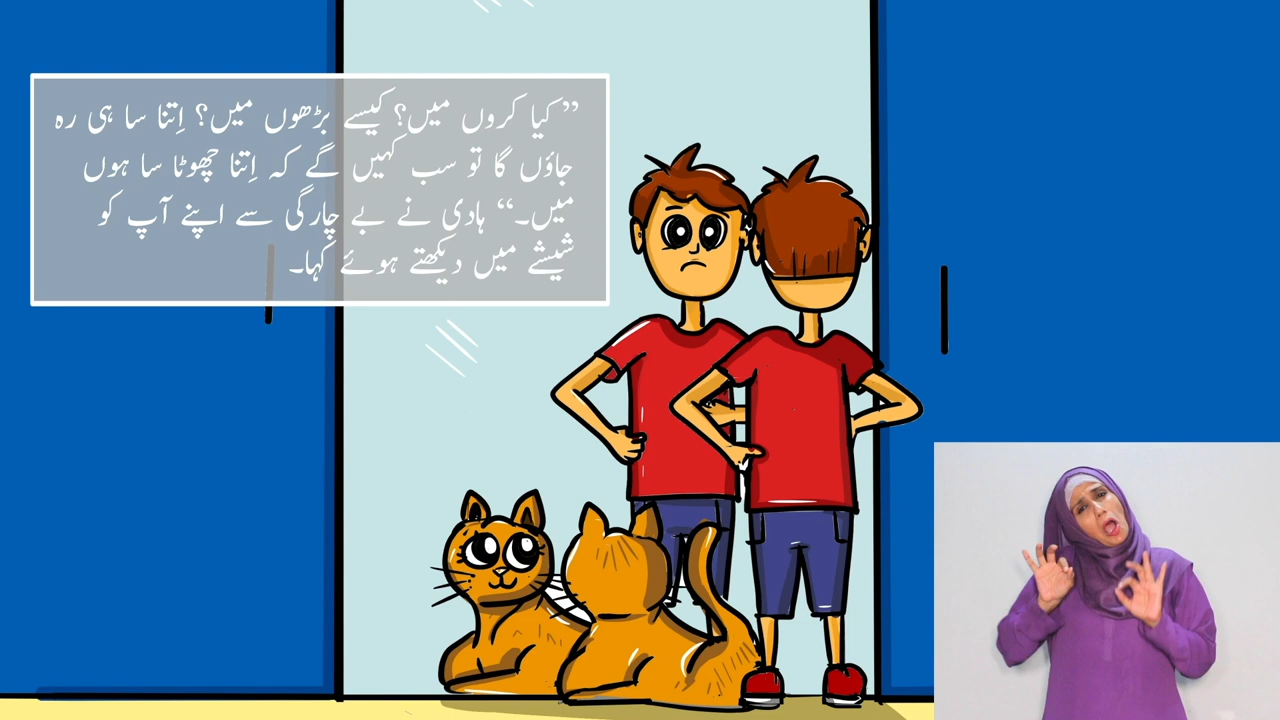 ”کیا کروں میں؟ کیسے بڑھوں میں؟ اِتنا سا ہی رہ
جاؤں گا تو سب کہیں گے کہ اِتنا چھوٹا سا ہوں
میں۔“ ہادی نے بے چارگی سے اپنے آپ کو
شیشے میں دیکھتے ہوئے کہا۔